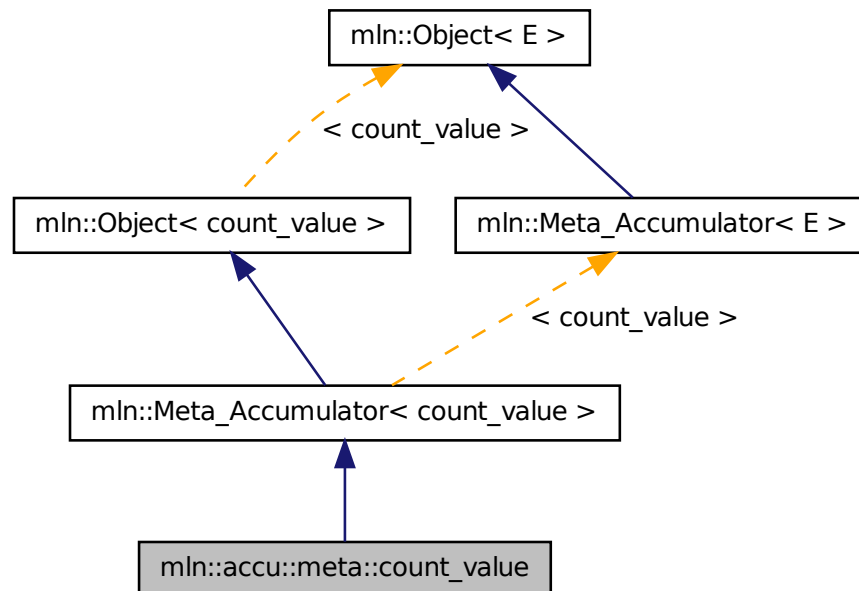 mln::Object< E >
< count_value >
mln::Object< count_value >
mln::Meta_Accumulator< E >
< count_value >
mln::Meta_Accumulator< count_value >
mln::accu::meta::count_value